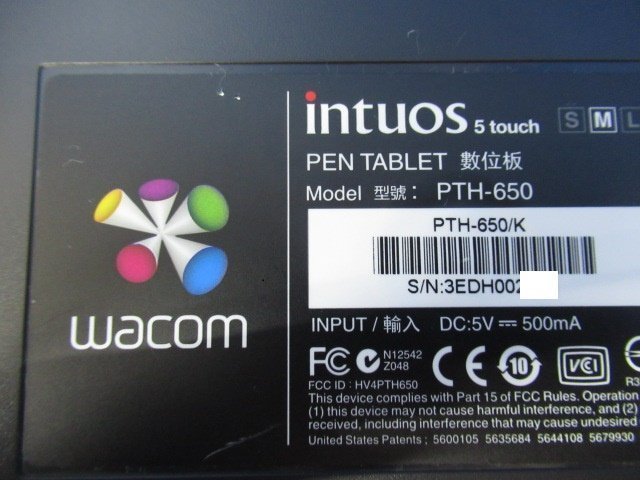 intuos 5 touch S M L
PEN TABLET 數位板
Model 型號： PTH-650
PTH-650/K
S/N:3EDH002
wacom
INPUT / 輸入 DC:5V 500mA
FC N12542
Z048
CE 10 VCI
FCC ID : HV4PTH650
This device complies with Part 15 of FCC Rules. Operation
(1) this device may not cause harmful interference, and (2)
received, including interference that may cause undesired
United States Patents ; 5600105 5635684 5644108 5679930